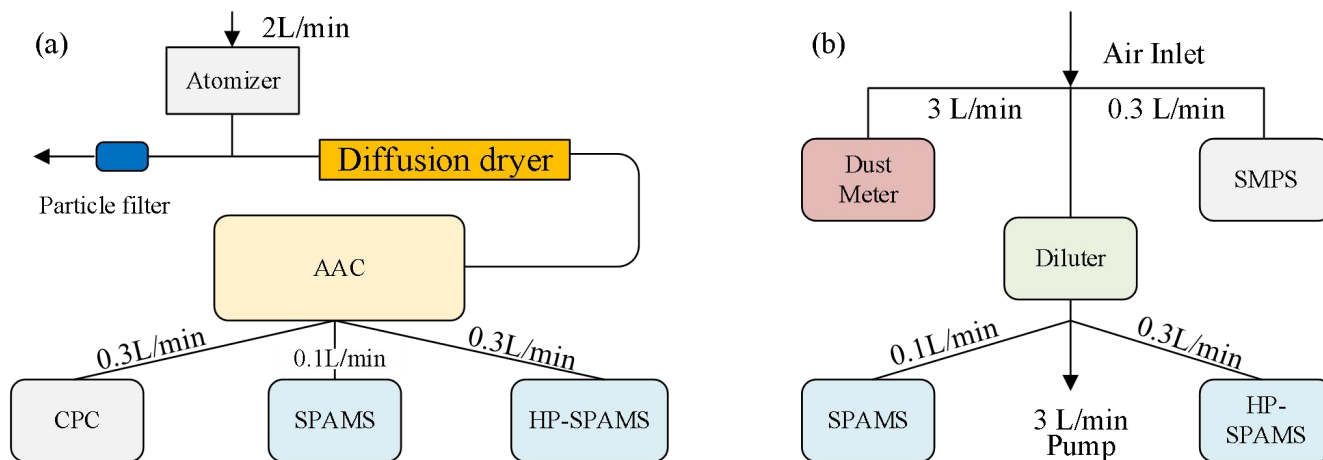 (a)
2L/min
Atomizer
Diffusion dryer
Particle filter
AAC
0.3L/min
0.1L/min
0.3L/min
CPC
SPAMS
HP-SPAMS
(b)
Air Inlet
3 L/min
0.3 L/min
Dust
Meter
SMPS
Diluter
0.1L/min
0.3L/min
SPAMS
3 L/min
Pump
HP-
SPAMS